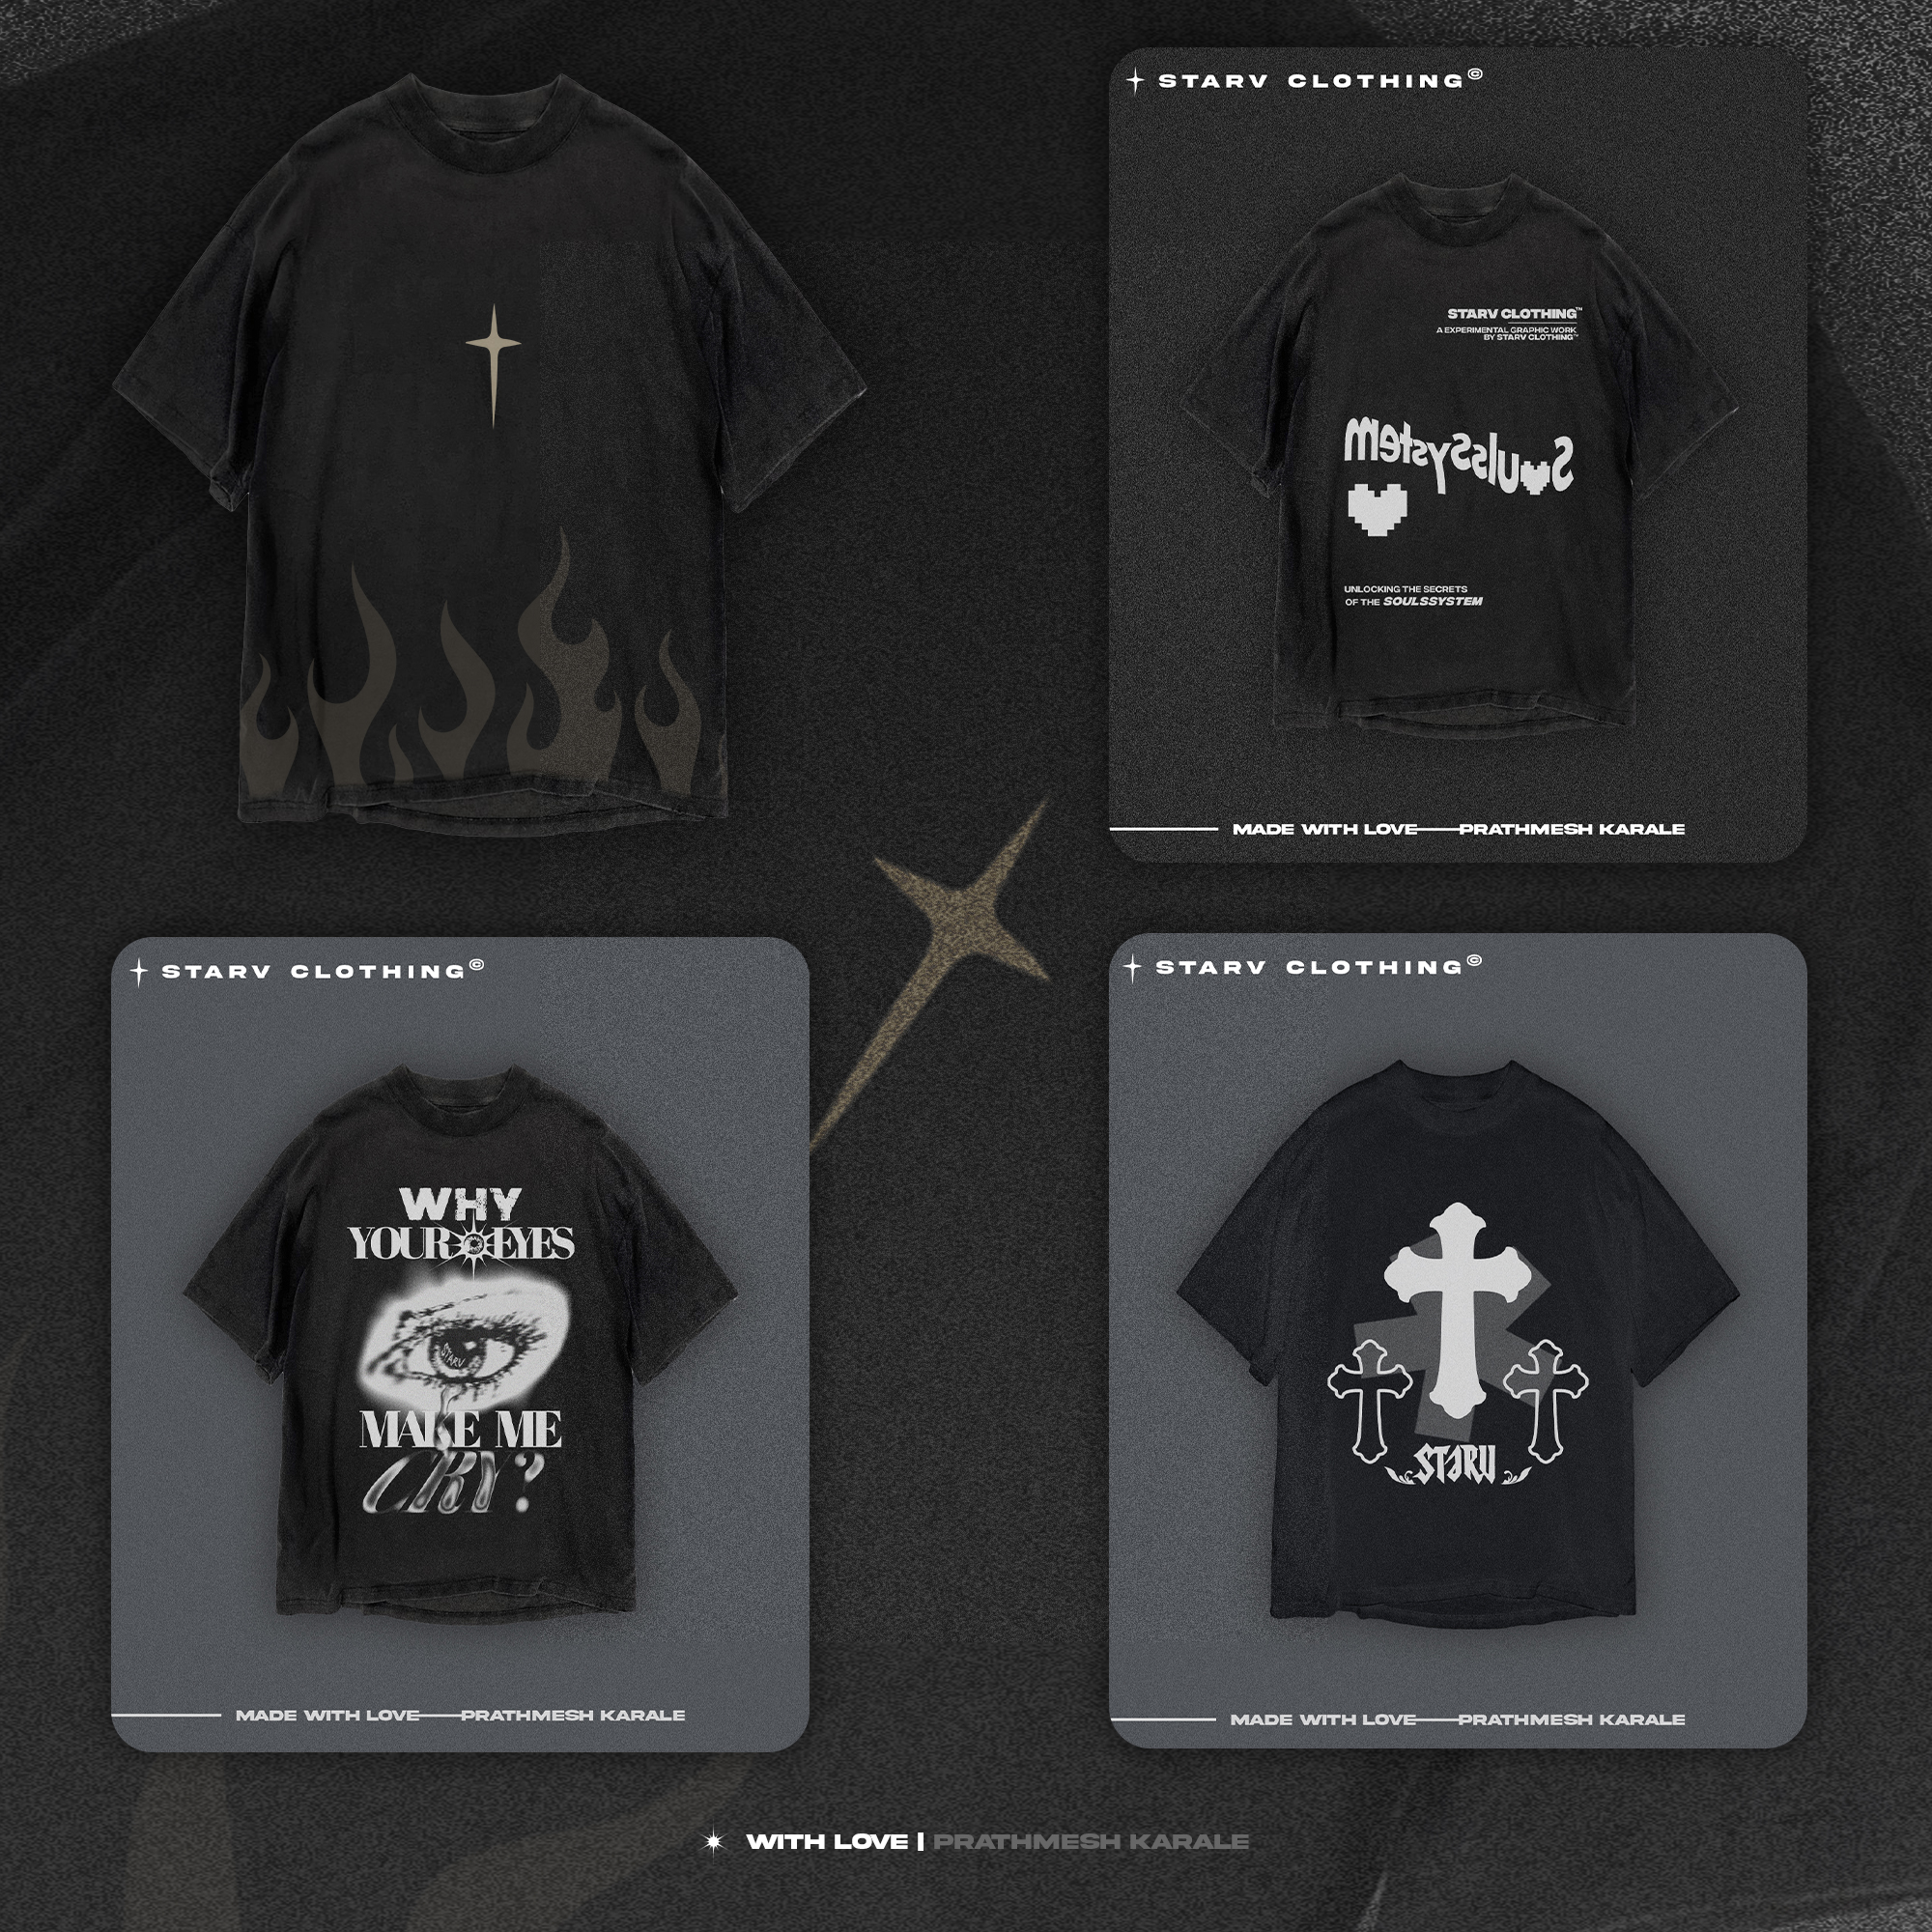 STARV CLOTHING©
STARV CLOTHING™
A EXPERIMENTAL GRAPHIC WORK
BY STARV CLOTHING™
Soulssystem
UNLOCKING THE SECRETS
OF THE SOULSSYSTEM
MADE WITH LOVE PRATHMESH KARALE
STARV CLOTHING©
WHY
YOUR EYES
STARV
MAKE ME
CRY?
MADE WITH LOVE PRATHMESH KARALE
STARV CLOTHING©
STARV
MADE WITH LOVE PRATHMESH KARALE
WITH LOVE | PRATHMESH KARALE